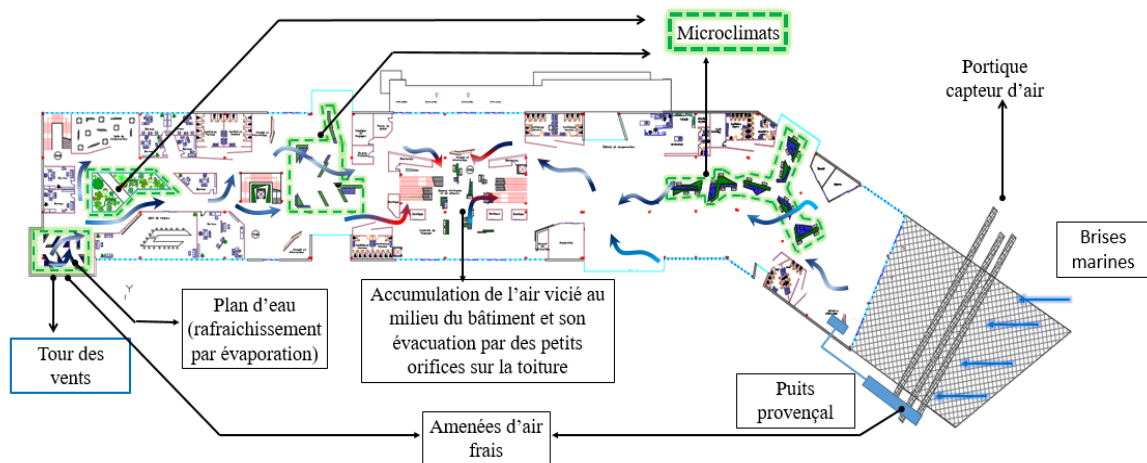 Microclimats
Portique
capteur d'air
Brises
marines
Plan d'eau
(rafraichissement
par évaporation)
Accumulation de l'air vicié au
milieu du bâtiment et son
évacuation par des petits
orifices sur la toiture
Tour des
vents
Puits
provençal
Amenées d'air
frais